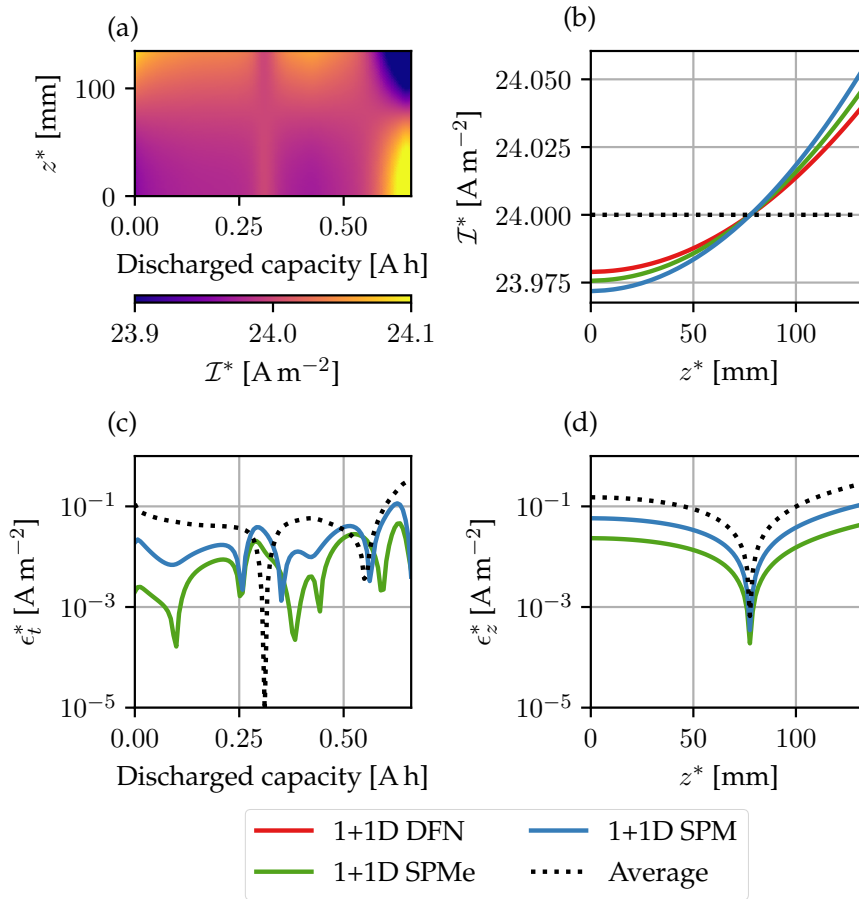 (a)
z* [mm]
100
0
0.00 0.25 0.50
Discharged capacity [A h]
23.9 24.0 24.1
ℐ* [A m⁻²]
(b)
ℐ* [A m⁻²]
24.050
24.025
24.000
23.975
0 50 100
z* [mm]
(c)
ϵₜ* [A m⁻²]
10⁻¹
10⁻³
10⁻⁵
0.00 0.25 0.50
Discharged capacity [A h]
(d)
ϵ_z* [A m⁻²]
10⁻¹
10⁻³
10⁻⁵
0 50 100
z* [mm]
1+1D DFN 1+1D SPM
1+1D SPMe Average